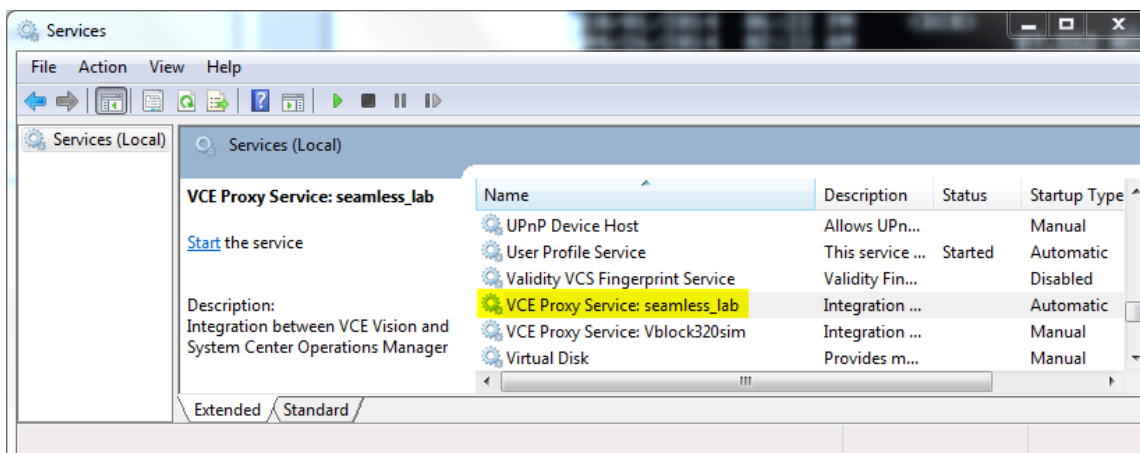 Services
File Action View Help
Services (Local)
Services (Local)
VCE Proxy Service: seamless_lab
Start the service
Description:
Integration between VCE Vision and
System Center Operations Manager
Name Description Status Startup Type
UPnP Device Host Allows UPn... Manual
User Profile Service This service ... Started Automatic
Validity VCS Fingerprint Service Validity Fin... Disabled
VCE Proxy Service: seamless_lab Integration ... Automatic
VCE Proxy Service: Vblock320sim Integration ... Manual
Virtual Disk Provides m... Manual
Extended Standard